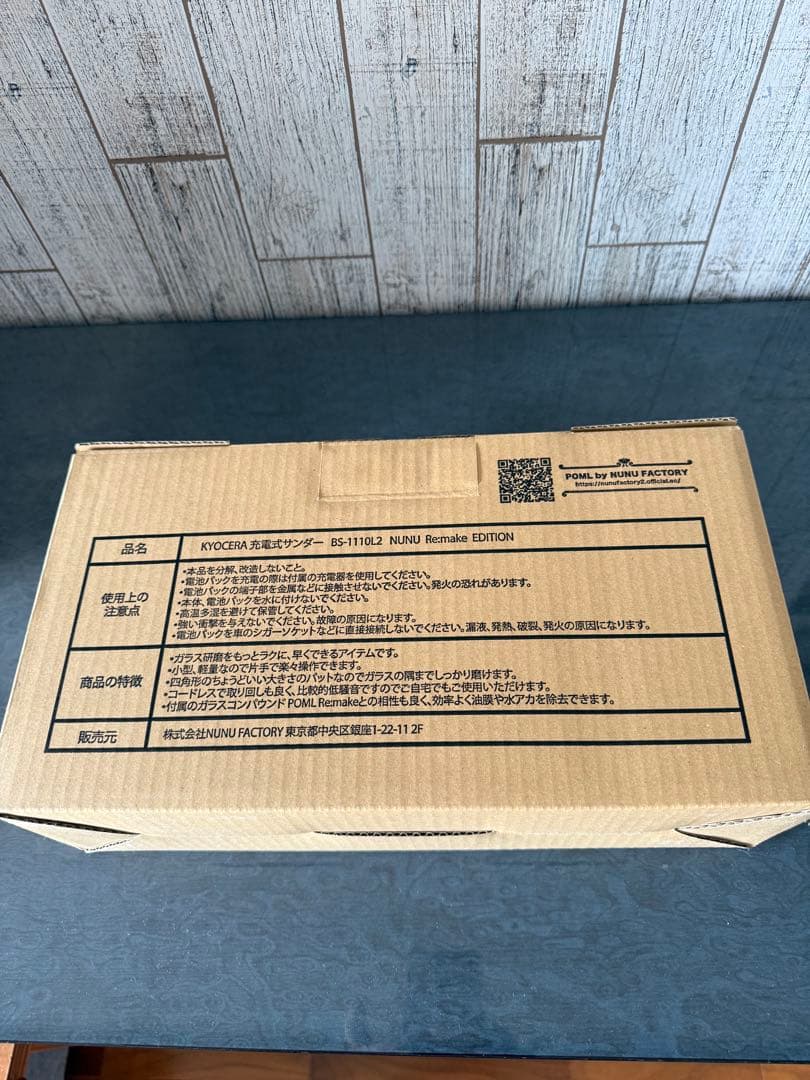 POML by NUNU FACTORY
https://nunufactory2.official.ec/
品名
KYOCERA 充電式サンダー BS-1110L2 NUNU Re:make EDITION
使用上の
注意点
・本品を分解、改造しないこと。
・電池パックを充電の際は付属の充電器を使用してください。
・電池パックの端子部を金属などに接触させないでください。発火の恐れがあります。
・本体、電池パックを水に付けないでください。
・高温多湿を避けて保管してください。
・強い衝撃を与えないでください。故障の原因になります。
・電池パックを車のシガーソケットなどに直接接続しないでください。漏液、発熱、破裂、発火の原因になります。
商品の特徴
・ガラス研磨をもっとラクに、早くできるアイテムです。
・小型、軽量なので片手で楽々操作できます。
・四角形のちょうどいい大きさのパットなのでガラスの隅までしっかり磨けます。
・コードレスで取り回しも良く、比較的低騒音ですのでご自宅でもご使用いただけます。
・付属のガラスコンパウンドPOML Re:makeとの相性も良く、効率よく油膜や水アカを除去できます。
販売元
株式会社NUNU FACTORY 東京都中央区銀座1-22-11 2F